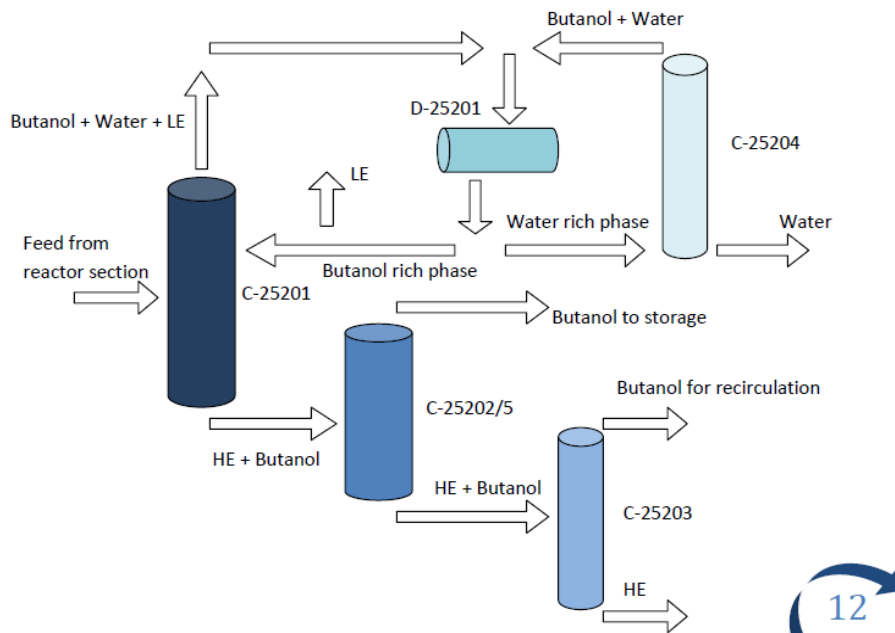 Butanol + Water
D-25201
Butanol + Water + LE
C-25204
LE
Water rich phase
Water
Feed from
reactor section
Butanol rich phase
C-25201
Butanol to storage
Butanol for recirculation
C-25202/5
HE + Butanol
HE + Butanol
C-25203
HE
12